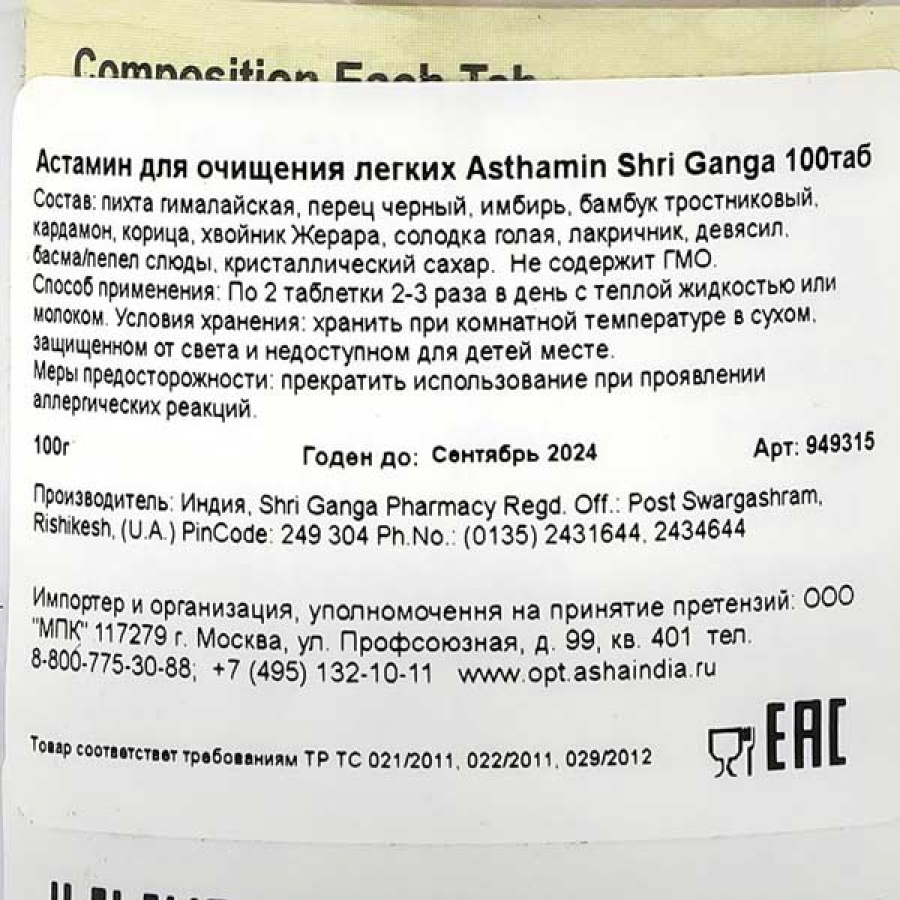 Composition Each Tab
Астамин для очищения легких Asthamin Shri Ganga 100таб
Состав: пихта гималайская, перец черный, имбирь, бамбук тростниковый,
кардамон, корица, хвойник Жерара, солодка голая, лакричник, девясил,
басма/пепел слюды, кристаллический сахар. Не содержит ГМО.
Способ применения: По 2 таблетки 2-3 раза в день с теплой жидкостью или
молоком. Условия хранения: хранить при комнатной температуре в сухом,
защищенном от света и недоступном для детей месте.
Меры предосторожности: прекратить использование при проявлении
аллергических реакций.
100г Годен до: Сентябрь 2024 Арт: 949315
Производитель: Индия, Shri Ganga Pharmacy Regd. Off.: Post Swargashram,
Rishikesh, (U.A.) PinCode: 249 304 Ph.No.: (0135) 2431644, 2434644
Импортер и организация, уполномочення на принятие претензий: ООО
"МПК" 117279 г. Москва, ул. Профсоюзная, д. 99, кв. 401 тел.
8-800-775-30-88; +7 (495) 132-10-11 www.opt.ashaindia.ru
Товар соответствет требованиям ТР ТС 021/2011, 022/2011, 029/2012
EAC